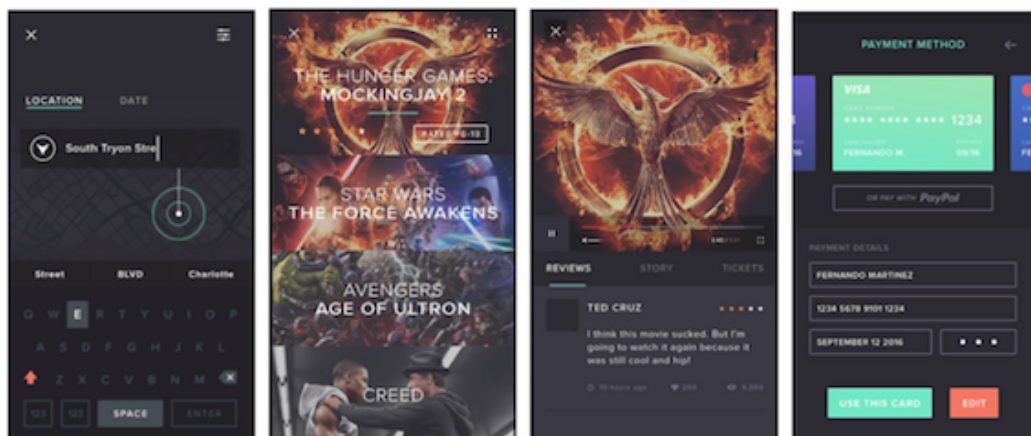 LOCATION DATE
South Tryon Stre
Street BLVD Charlotte
Q W E R T Y U I O P
A S D F G H J K L
Z X C V B N M
123 123 SPACE ENTER
THE HUNGER GAMES:
MOCKINGJAY 2
RATED PG-13
STAR WARS
THE FORCE AWAKENS
AVENGERS
AGE OF ULTRON
CREED
REVIEWS STORY TICKETS
TED CRUZ
I think this movie sucked. But I'm
going to watch it again because it
was still cool and hip!
10 hours ago
PAYMENT METHOD
VISA
•••• •••• •••• 1234
FERNANDO M. 09/16
OR PAY WITH PayPal
PAYMENT DETAILS
FERNANDO MARTINEZ
1234 5678 9101 1234
SEPTEMBER 12 2016 • • •
USE THIS CARD EDIT